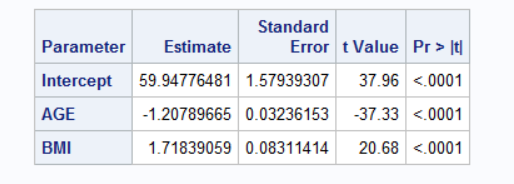 Parameter Estimate Standard Error t Value Pr > |t|
Intercept 59.94776481 1.57939307 37.96 <.0001
AGE -1.20789665 0.03236153 -37.33 <.0001
BMI 1.71839059 0.08311414 20.68 <.0001